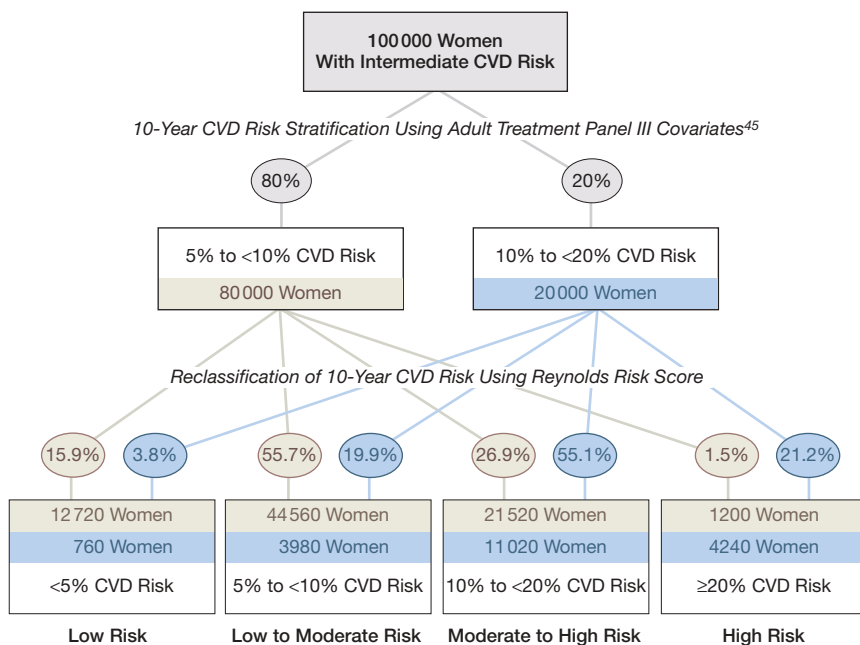 100 000 Women
With Intermediate CVD Risk
10-Year CVD Risk Stratification Using Adult Treatment Panel III Covariates45
80%
20%
5% to <10% CVD Risk
80 000 Women
10% to <20% CVD Risk
20 000 Women
Reclassification of 10-Year CVD Risk Using Reynolds Risk Score
15.9%
3.8%
55.7%
19.9%
26.9%
55.1%
1.5%
21.2%
12 720 Women
760 Women
<5% CVD Risk
Low Risk
44 560 Women
3980 Women
5% to <10% CVD Risk
Low to Moderate Risk
21 520 Women
11 020 Women
10% to <20% CVD Risk
Moderate to High Risk
1200 Women
4240 Women
≥20% CVD Risk
High Risk